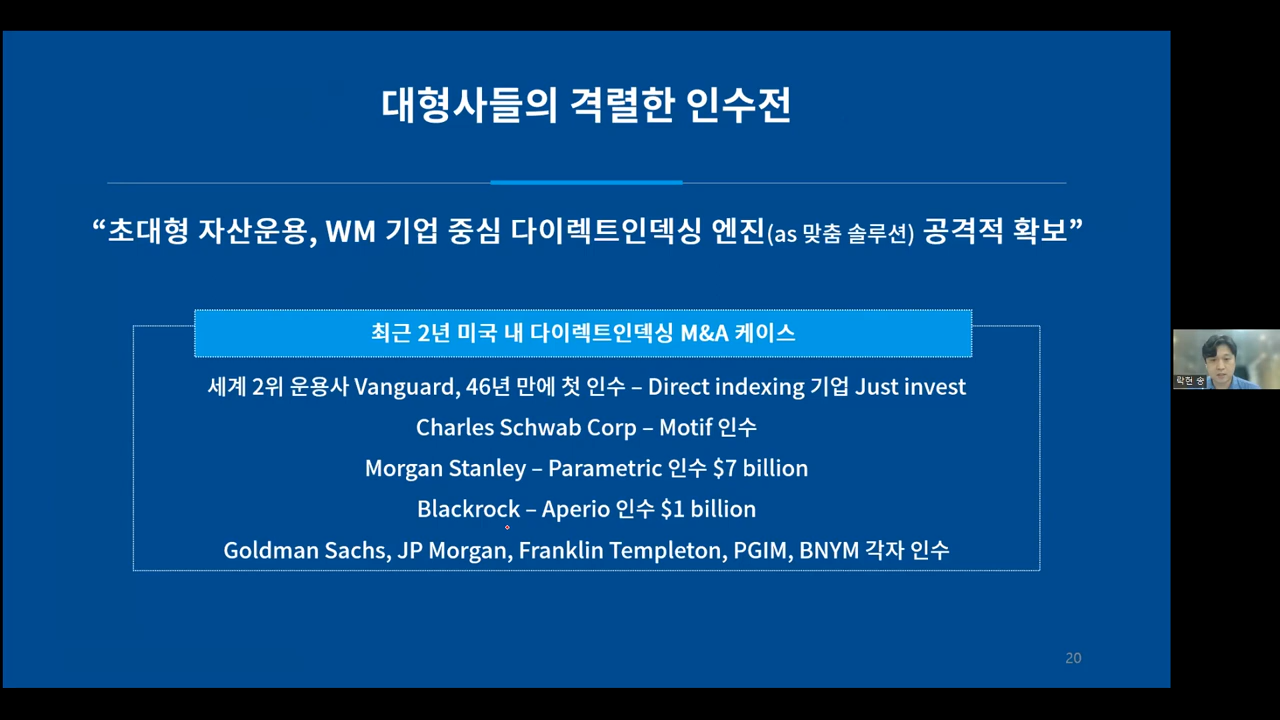 대형사들의 격렬한 인수전
“초대형 자산운용, WM 기업 중심 다이렉트인덱싱 엔진(as 맞춤 솔루션) 공격적 확보”
최근 2년 미국 내 다이렉트인덱싱 M&A 케이스
세계 2위 운용사 Vanguard, 46년 만에 첫 인수 – Direct indexing 기업 Just invest
Charles Schwab Corp – Motif 인수
Morgan Stanley – Parametric 인수 $7 billion
Blackrock – Aperio 인수 $1 billion
Goldman Sachs, JP Morgan, Franklin Templeton, PGIM, BNYM 각자 인수
20
락현 송